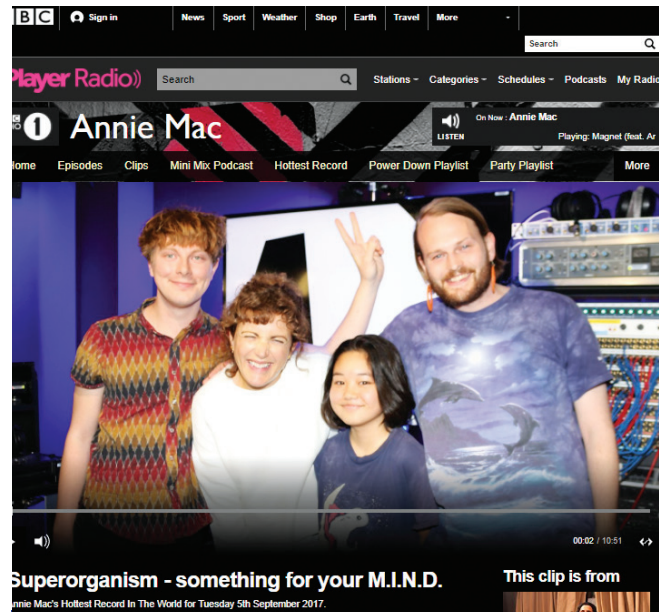 BBC Sign in News Sport Weather Shop Earth Travel More
Search
Player Radio Search Stations Categories Schedules Podcasts My Radio
1 Annie Mac
LISTEN On Now : Annie Mac
Playing: Magnet (feat. Ar
Home Episodes Clips Mini Mix Podcast Hottest Record Power Down Playlist Party Playlist More
00:02 / 10:51
Superorganism - something for your M.I.N.D.
Annie Mac's Hottest Record In The World for Tuesday 5th September 2017.
This clip is from